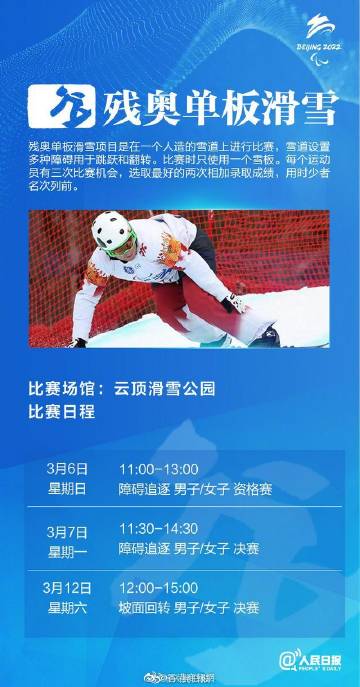 BEIJING 2022
残奥单板滑雪
残奥单板滑雪项目是在一个人造的雪道上进行比赛，雪道设置
多种障碍用于跳跃和翻转。比赛时只使用一个雪板。每个运动
员有三次比赛机会，选取最好的两次相加录取成绩，用时少者
名次列前。
比赛场馆：云顶滑雪公园
比赛日程
3月6日
星期日
11:00-13:00
障碍追逐 男子/女子 资格赛
3月7日
星期一
11:30-14:30
障碍追逐 男子/女子 决赛
3月12日
星期六
12:00-15:00
坡面回转 男子/女子 决赛
@人民日报
PEOPLE'S DAILY